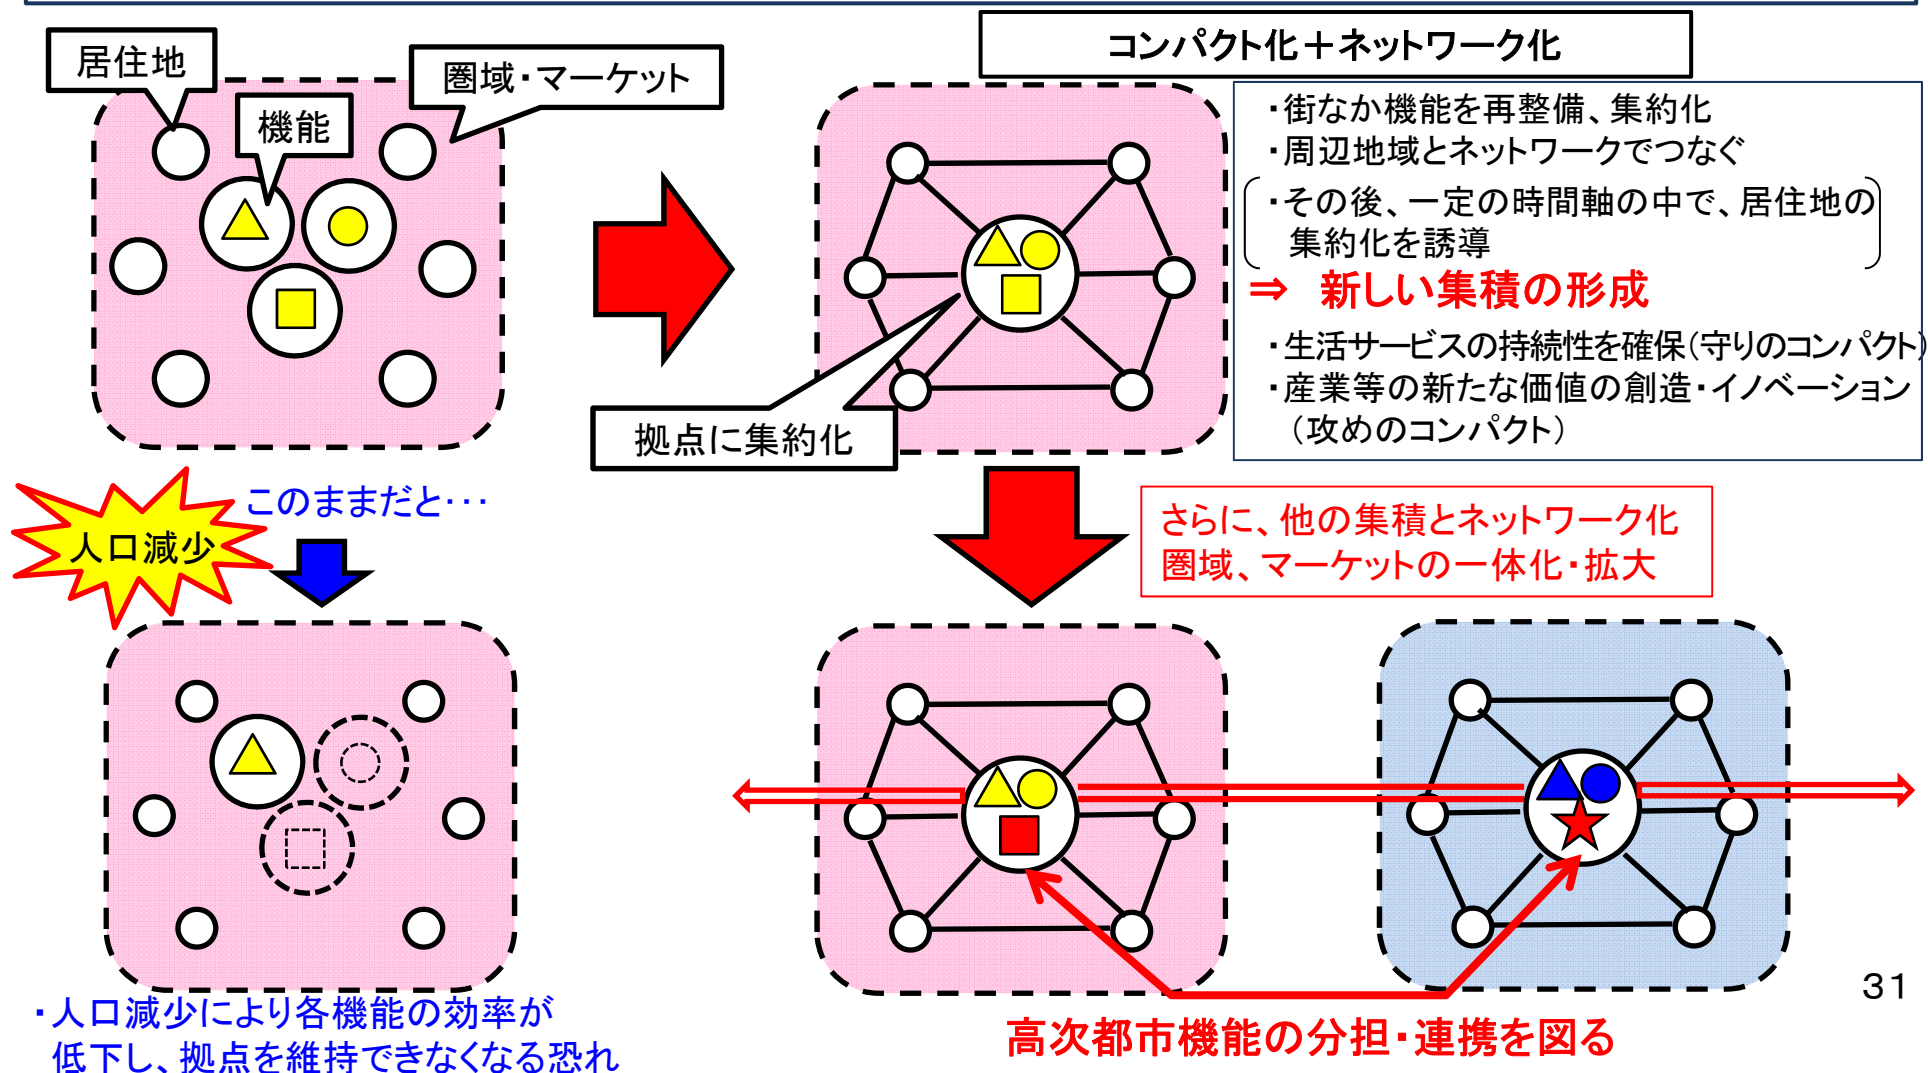 居住地
機能
圏域・マーケット
コンパクト化＋ネットワーク化
・街なか機能を再整備、集約化
・周辺地域とネットワークでつなぐ
・その後、一定の時間軸の中で、居住地の
集約化を誘導
⇒ 新しい集積の形成
・生活サービスの持続性を確保（守りのコンパクト）
・産業等の新たな価値の創造・イノベーション
（攻めのコンパクト）
拠点に集約化
人口減少
このままだと・・・
さらに、他の集積とネットワーク化
圏域、マーケットの一体化・拡大
・人口減少により各機能の効率が
低下し、拠点を維持できなくなる恐れ
高次都市機能の分担・連携を図る
31